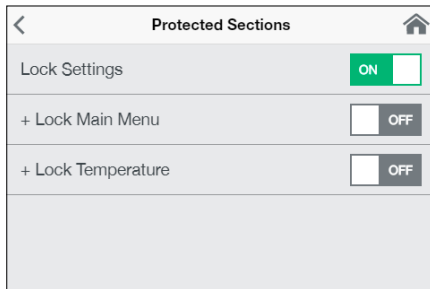 Protected Sections
Lock Settings ON
+ Lock Main Menu OFF
+ Lock Temperature OFF